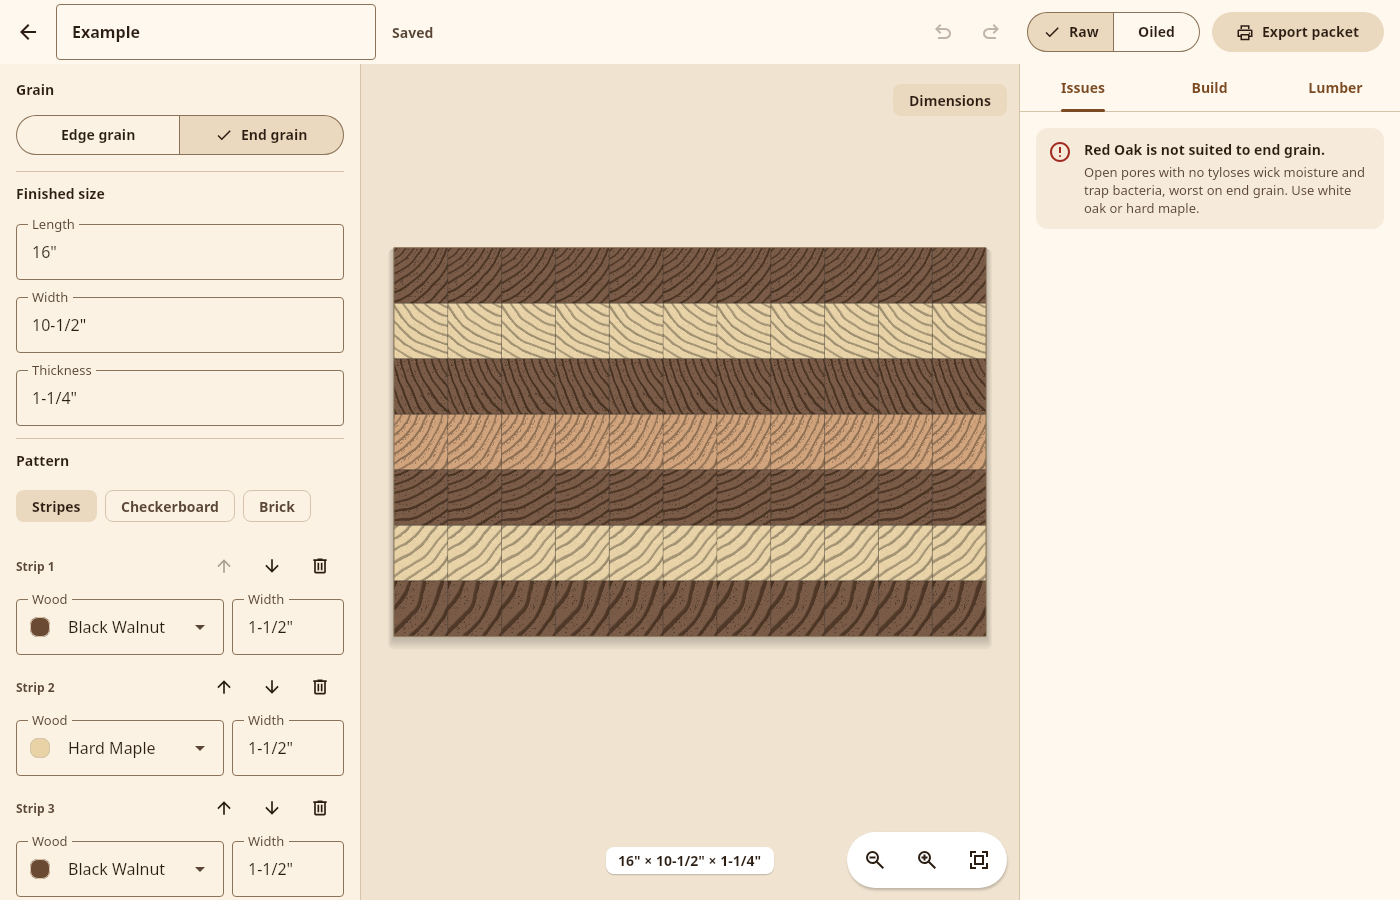 Example
Saved
Raw
Oiled
Export packet
Grain
Edge grain
End grain
Finished size
Length
16"
Width
10-1/2"
Thickness
1-1/4"
Pattern
Stripes
Checkerboard
Brick
Strip 1
Wood
Width
Black Walnut
1-1/2"
Strip 2
Wood
Width
Hard Maple
1-1/2"
Strip 3
Wood
Width
Black Walnut
1-1/2"
Dimensions
16" × 10-1/2" × 1-1/4"
Issues
Build
Lumber
Red Oak is not suited to end grain.
Open pores with no tyloses wick moisture and
trap bacteria, worst on end grain. Use white
oak or hard maple.